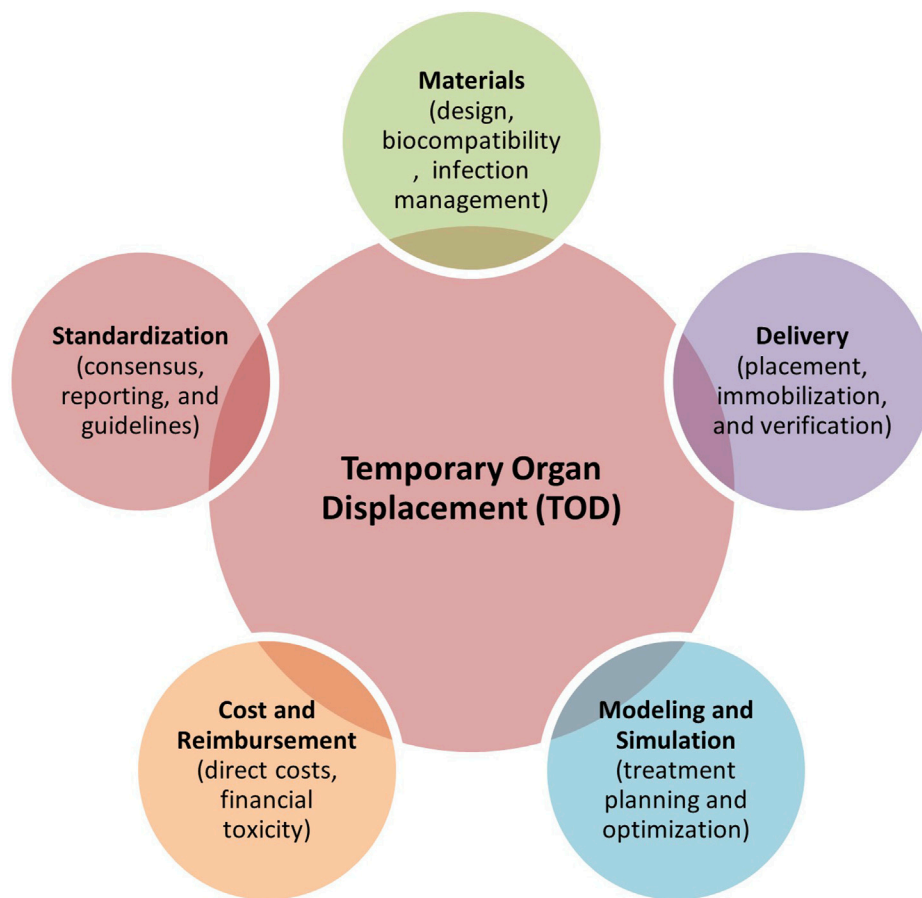 Materials
(design,
biocompatibility
, infection
management)
Standardization
(consensus,
reporting, and
guidelines)
Delivery
(placement,
immobilization,
and verification)
Temporary Organ
Displacement (TOD)
Cost and
Reimbursement
(direct costs,
financial
toxicity)
Modeling and
Simulation
(treatment
planning and
optimization)